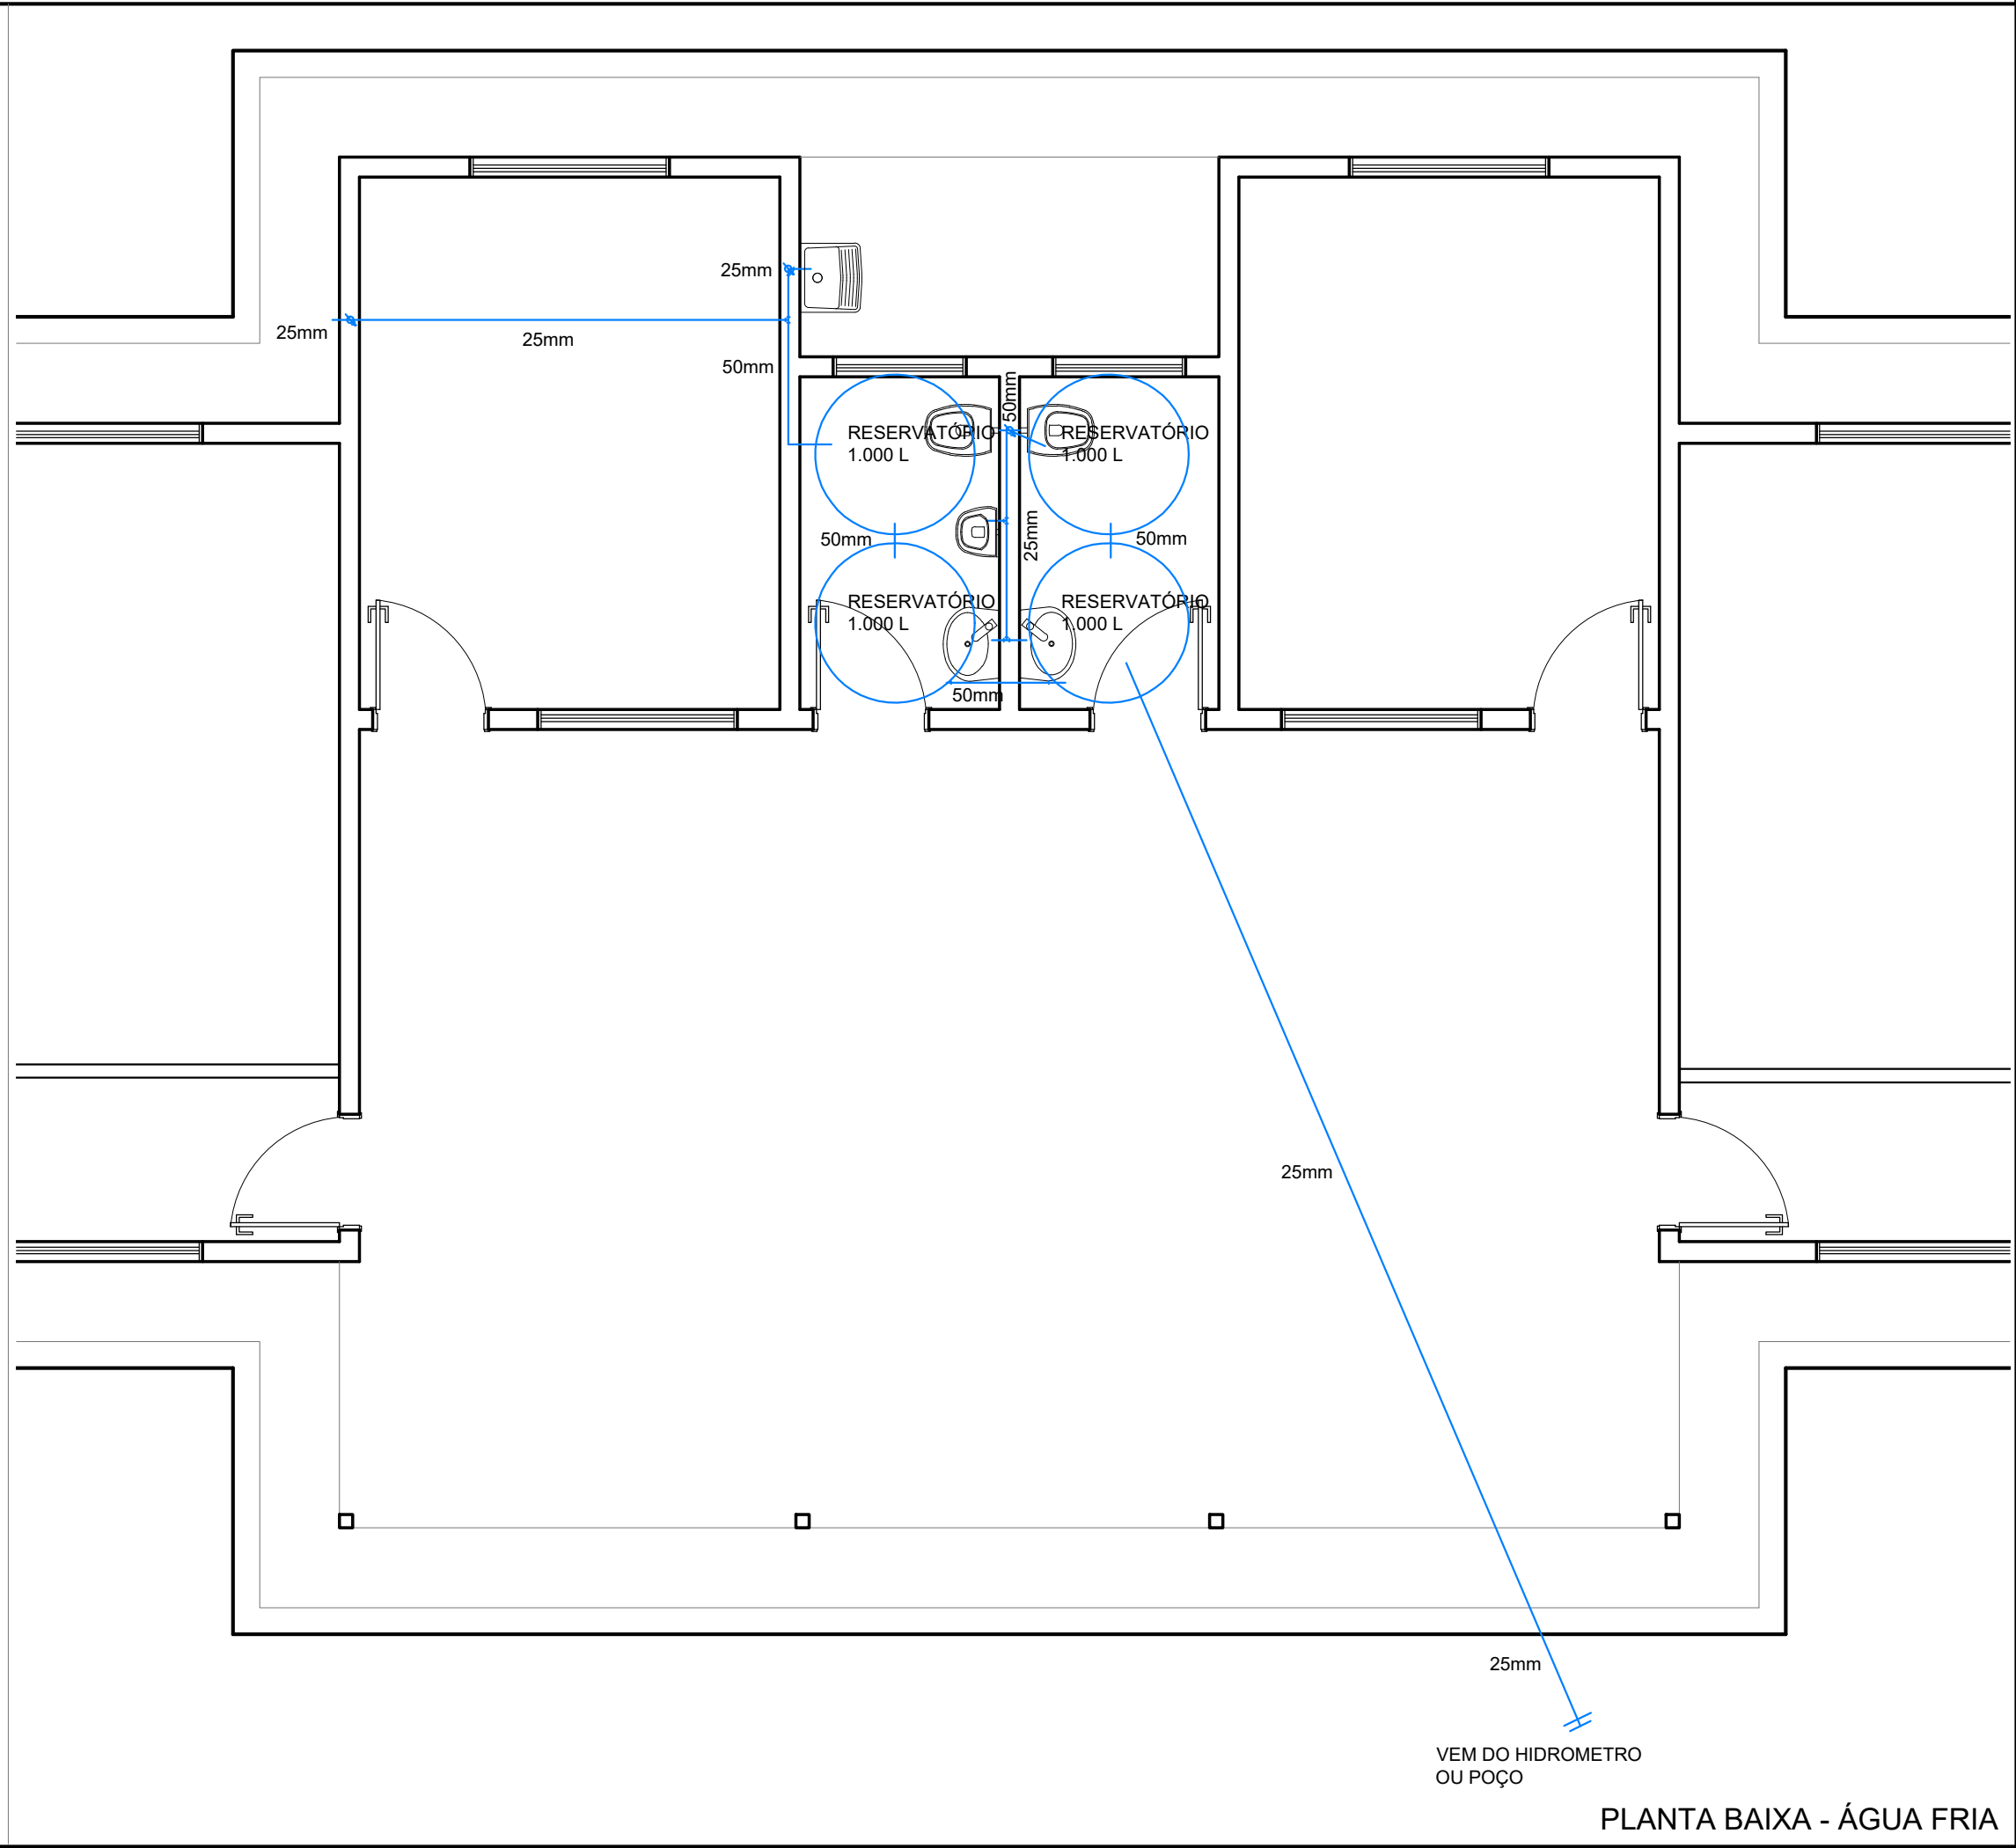 25mm
25mm
25mm
50mm
50mm
RESERVATÓRIO
1.000 L
RESERVATÓRIO
1.000 L
50mm
25mm
50mm
RESERVATÓRIO
1.000 L
RESERVATÓRIO
1.000 L
50mm
25mm
25mm
VEM DO HIDROMETRO
OU POÇO
PLANTA BAIXA - ÁGUA FRIA